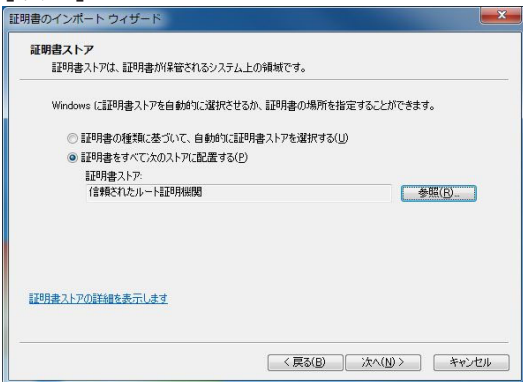 証明書のインポート ウィザード
証明書ストア
証明書ストアは、証明書が保管されるシステム上の領域です。
Windows に証明書ストアを自動的に選択させるか、証明書の場所を指定することができます。
証明書の種類に基づいて、自動的に証明書ストアを選択する(U)
証明書をすべて次のストアに配置する(P)
証明書ストア:
信頼されたルート証明機関
参照(R)...
証明書ストアの詳細を表示します
< 戻る(B) 次へ(N) > キャンセル